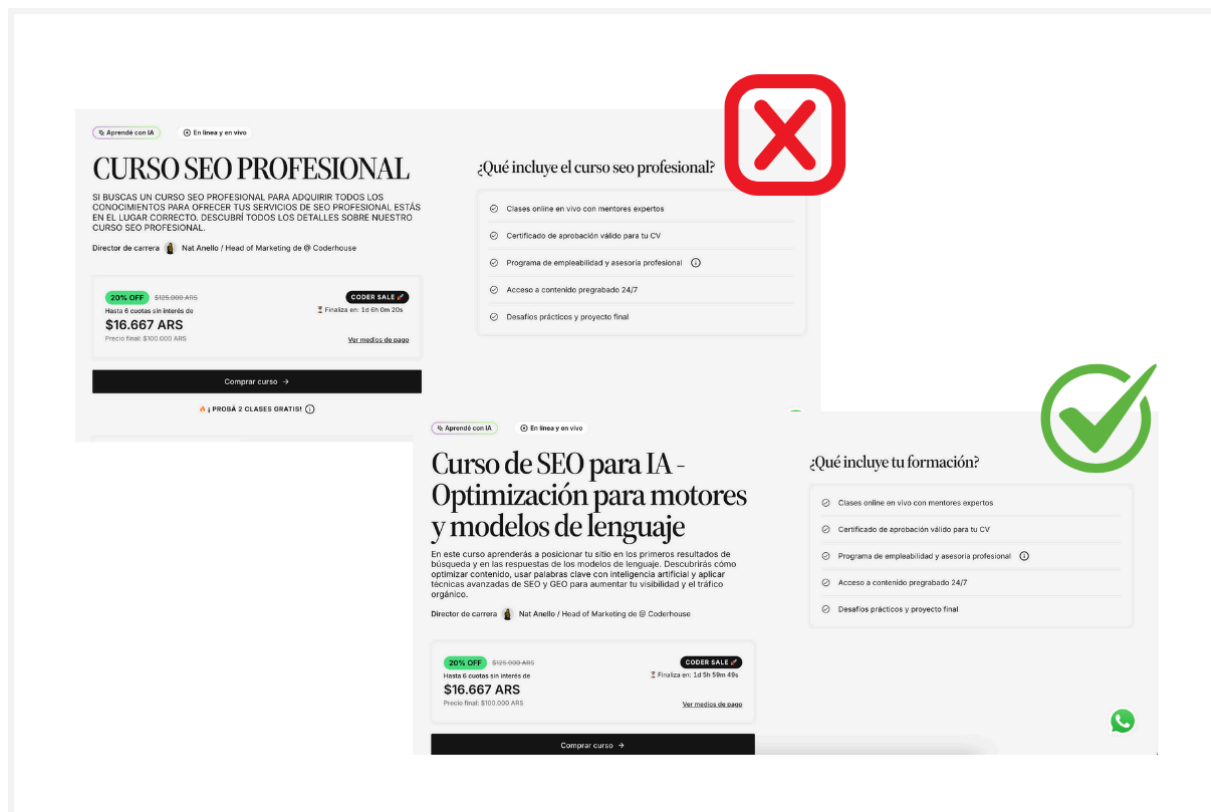 Aprendé con IA
En línea y en vivo
CURSO SEO PROFESIONAL
SI BUSCAS UN CURSO SEO PROFESIONAL PARA ADQUIRIR TODOS LOS
CONOCIMIENTOS PARA OFRECER TUS SERVICIOS DE SEO PROFESIONAL ESTÁS
EN EL LUGAR CORRECTO. DESCUBRÍ TODOS LOS DETALLES SOBRE NUESTRO
CURSO SEO PROFESIONAL.
Director de carrera Nat Anello / Head of Marketing de @ Coderhouse
20% OFF $125.000 ARS
CODER SALE
Hasta 6 cuotas sin interés de
Finaliza en: 1d 6h 0m 20s
$16.667 ARS
Precio final: $100.000 ARS
Ver medios de pago
Comprar curso →
¡ PROBÁ 2 CLASES GRATIS!
¿Qué incluye el curso seo profesional?
Clases online en vivo con mentores expertos
Certificado de aprobación válido para tu CV
Programa de empleabilidad y asesoría profesional
Acceso a contenido pregrabado 24/7
Desafíos prácticos y proyecto final
Aprendé con IA
En línea y en vivo
Curso de SEO para IA -
Optimización para motores
y modelos de lenguaje
En este curso aprenderás a posicionar tu sitio en los primeros resultados de
búsqueda y en las respuestas de los modelos de lenguaje. Descubrirás cómo
optimizar contenido, usar palabras clave con inteligencia artificial y aplicar
técnicas avanzadas de SEO y GEO para aumentar tu visibilidad y el tráfico
orgánico.
Director de carrera Nat Anello / Head of Marketing de @ Coderhouse
20% OFF $125.000 ARS
CODER SALE
Hasta 6 cuotas sin interés de
Finaliza en: 1d 5h 59m 49s
$16.667 ARS
Precio final: $100.000 ARS
Ver medios de pago
Comprar curso →
¿Qué incluye tu formación?
Clases online en vivo con mentores expertos
Certificado de aprobación válido para tu CV
Programa de empleabilidad y asesoría profesional
Acceso a contenido pregrabado 24/7
Desafíos prácticos y proyecto final